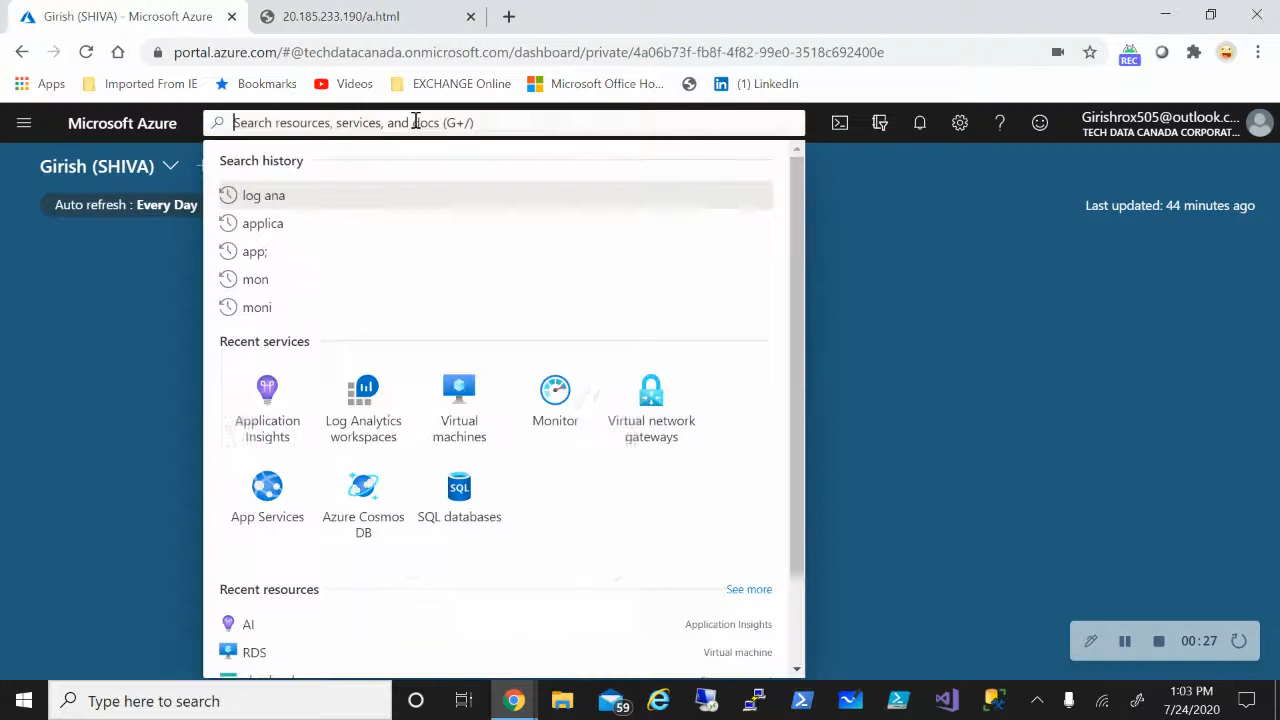 Girish (SHIVA) - Microsoft Azure
20.185.233.190/a.html
portal.azure.com/#@techdatacanada.onmicrosoft.com/dashboard/private/4a06b73f-fb8f-4f82-99e0-3518c692400e
REC
Apps
Imported From IE
Bookmarks
Videos
EXCHANGE Online
Microsoft Office Ho...
(1) LinkedIn
Microsoft Azure
Search resources, services, and docs (G+/)
Girishrox505@outlook.c...
TECH DATA CANADA CORPORAT...
Girish (SHIVA)
Auto refresh : Every Day
Last updated: 44 minutes ago
Search history
log ana
applica
app;
mon
moni
Recent services
Application Insights
Log Analytics workspaces
Virtual machines
Monitor
Virtual network gateways
App Services
Azure Cosmos DB
SQL databases
Recent resources
See more
AI
Application Insights
RDS
Virtual machine
00:27
Type here to search
59
1:03 PM
7/24/2020